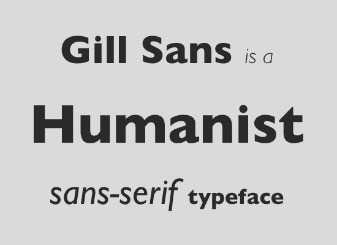 Gill Sans is a
Humanist
sans-serif typeface